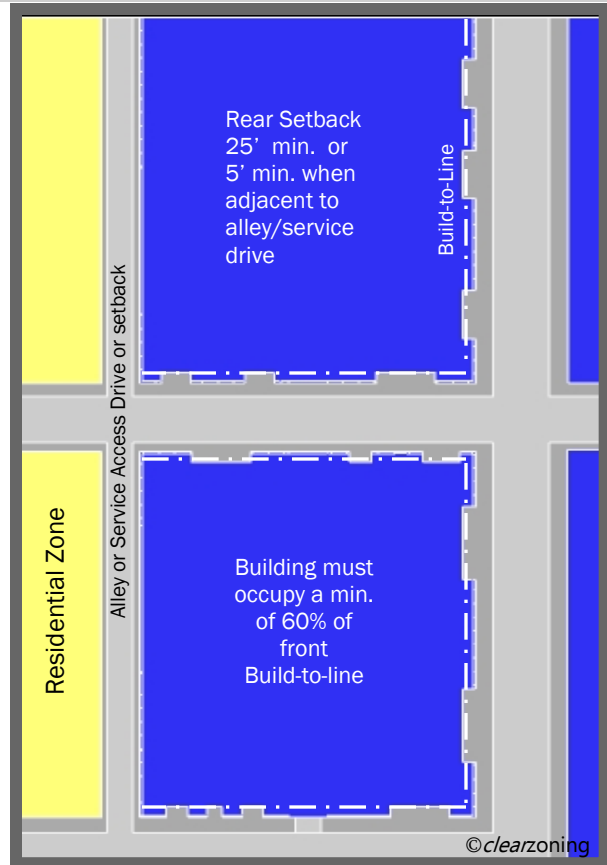 Rear Setback
25’ min. or
5’ min. when
adjacent to
alley/service
drive
Build-to-Line
Alley or Service Access Drive or setback
Residential Zone
Building must
occupy a min.
of 60% of
front
Build-to-line
©clearzoning